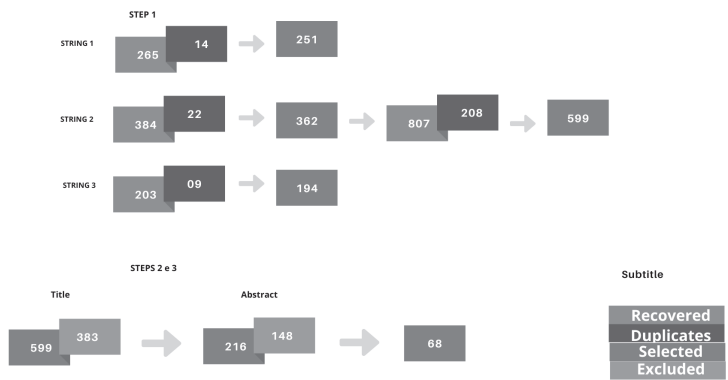 STEP 1
STRING 1
265
14
251
STRING 2
384
22
362
807
208
599
STRING 3
203
09
194
STEPS 2 e 3
Title
Abstract
599
383
216
148
68
Subtitle
Recovered
Duplicates
Selected
Excluded